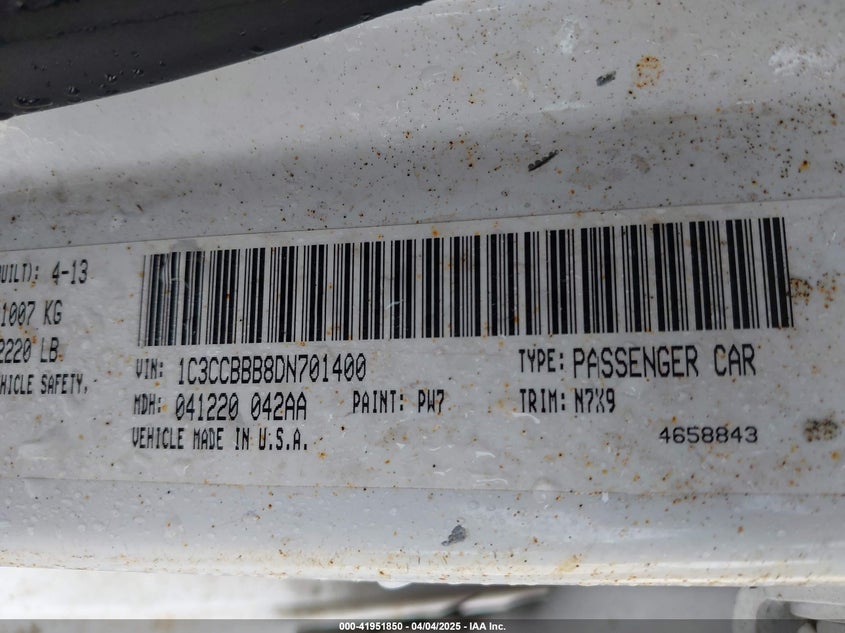 UILT): 4-13
1007 KG
2220 LB
HICLE SAFETY,
VIN: 1C3CCBBB8DN701400
TYPE: PASSENGER CAR
MDH: 041220 042AA
PAINT: PW7
TRIM: N7X9
VEHICLE MADE IN U.S.A.
4658843
000-41951850 - 04/04/2025 - IAA Inc.